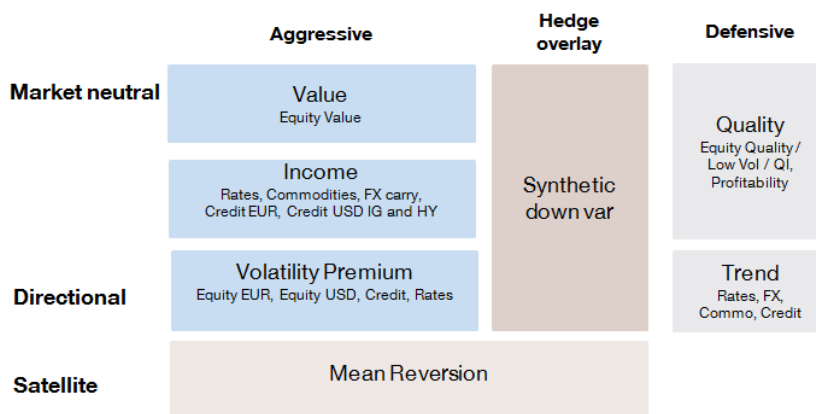 Aggressive
Hedge
overlay
Defensive
Market neutral
Value
Equity Value
Income
Rates, Commodities, FX carry,
Credit EUR, Credit USD IG and HY
Synthetic
down var
Quality
Equity Quality /
Low Vol / QI,
Profitability
Directional
Volatility Premium
Equity EUR, Equity USD, Credit, Rates
Trend
Rates, FX,
Commo, Credit
Satellite
Mean Reversion